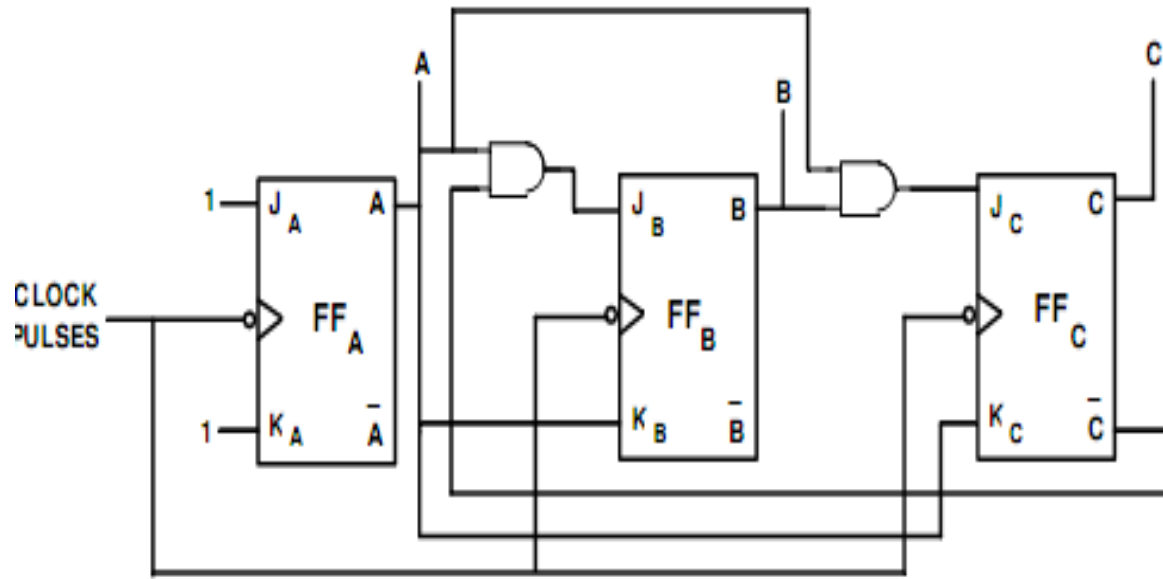 A
C
B
1
J A
A
J B
B
J C
C
CLOCK
PULSES
FF A
FF B
FF C
1
K A
A̅
K B
B̅
K C
C̅